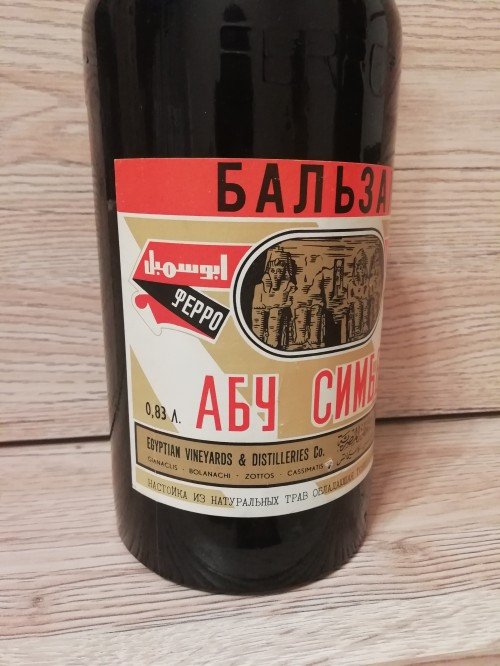 БАЛЬЗА
ابوسمبل
ФЕРРО
0,83 Л.
АБУ СИМБ
EGYPTIAN VINEYARDS & DISTILLERIES Co.
GIANACLIS - BOLANACHI - ZOTTOS - CASSIMATIS
НАСТОЙКА ИЗ НАТУРАЛЬНЫХ ТРАВ ОБЛАДАЮЩАЯ